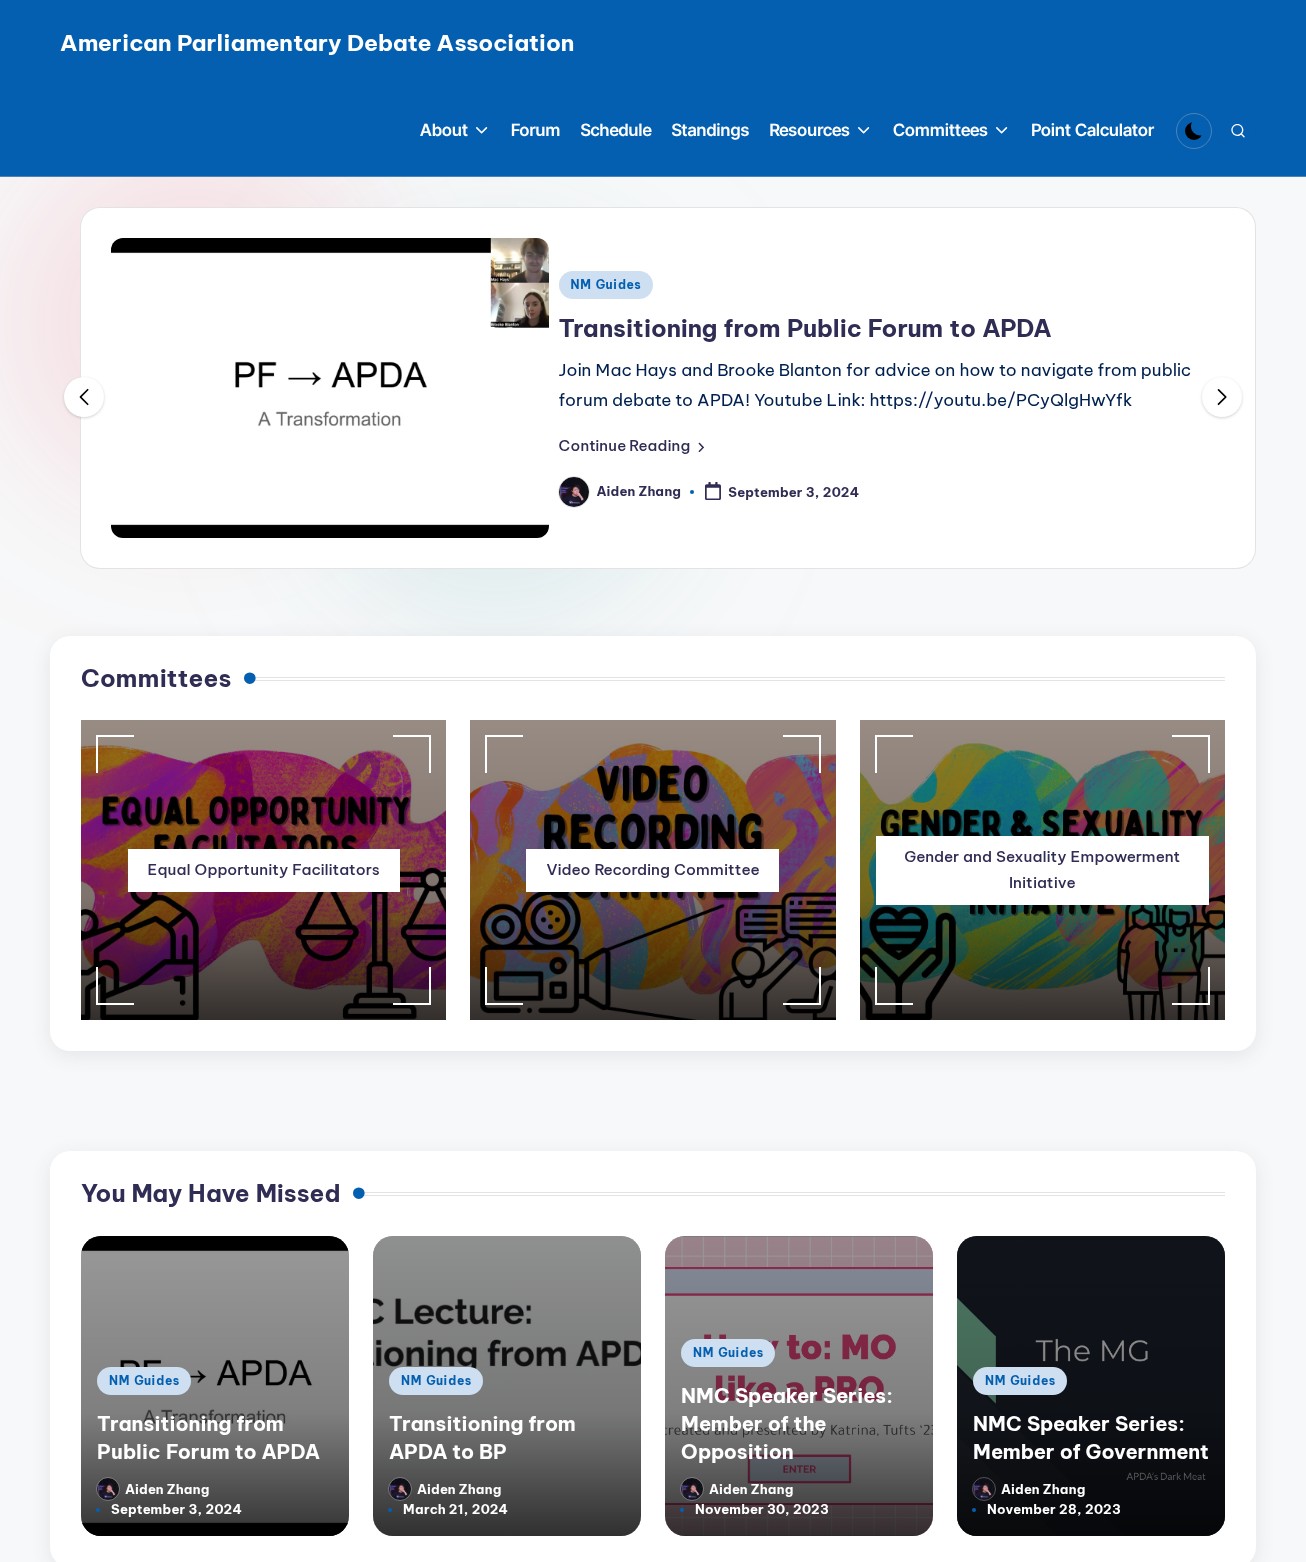 American Parliamentary Debate Association
About Forum Schedule Standings Resources Committees Point Calculator
PF → APDA
A Transformation
NM Guides
Transitioning from Public Forum to APDA
Join Mac Hays and Brooke Blanton for advice on how to navigate from public
forum debate to APDA! Youtube Link: https://youtu.be/PCyQlgHwYfk
Continue Reading
Aiden Zhang • September 3, 2024
Committees
EQUAL OPPORTUNITY
FACILITATORS
Equal Opportunity Facilitators
VIDEO
RECORDING
Video Recording Committee
GENDER & SEXUALITY
Gender and Sexuality Empowerment
Initiative
INITIATIVE
You May Have Missed
→ APDA
A Transformation
NM Guides
Transitioning from
Public Forum to APDA
Aiden Zhang
September 3, 2024
C Lecture:
ioning from APD
NM Guides
Transitioning from
APDA to BP
Aiden Zhang
March 21, 2024
to: MO
like a PRO
created and presented by Katrina, Tufts '23
ENTER
NM Guides
NMC Speaker Series:
Member of the
Opposition
Aiden Zhang
November 30, 2023
The MG
APDA's Dark Meat
NM Guides
NMC Speaker Series:
Member of Government
Aiden Zhang
November 28, 2023